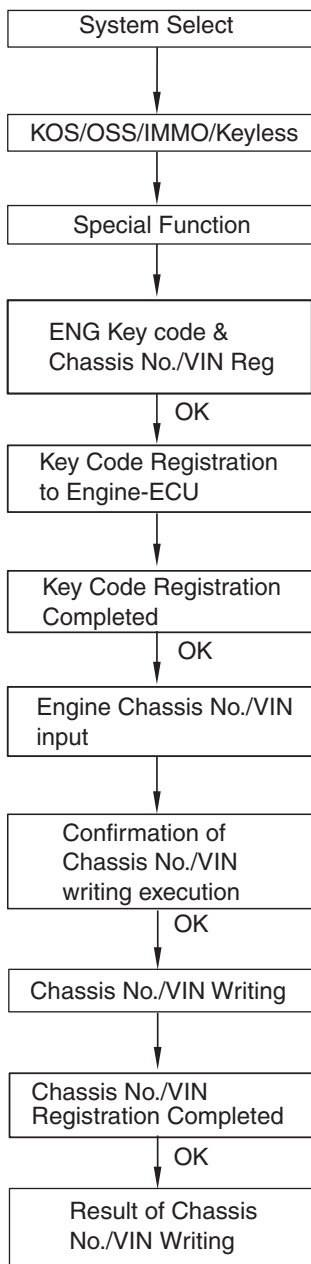 System Select
KOS/OSS/IMMO/Keyless
Special Function
ENG Key code &
Chassis No./VIN Reg
OK
Key Code Registration
to Engine-ECU
Key Code Registration
Completed
OK
Engine Chassis No./VIN
input
Confirmation of
Chassis No./VIN
writing execution
OK
Chassis No./VIN Writing
Chassis No./VIN
Registration Completed
OK
Result of Chassis
No./VIN Writing